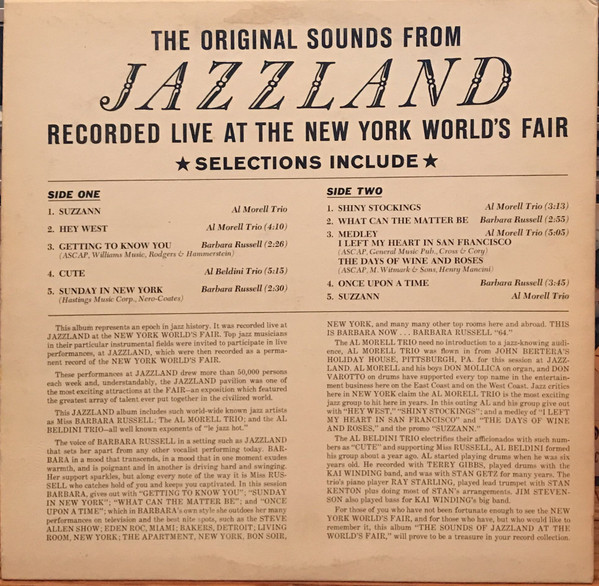 THE ORIGINAL SOUNDS FROM
JAZZLAND
RECORDED LIVE AT THE NEW YORK WORLD'S FAIR
★ SELECTIONS INCLUDE ★
SIDE ONE
1. SUZZANN Al Morell Trio
2. HEY WEST Al Morell Trio (4:10)
3. GETTING TO KNOW YOU Barbara Russell (2:26)
(ASCAP, Williams Music, Rodgers & Hammerstein)
4. CUTE Al Beldini Trio (5:15)
5. SUNDAY IN NEW YORK Barbara Russell (2:30)
(Hastings Music Corp., Nero-Coates)
SIDE TWO
1. SHINY STOCKINGS Al Morell Trio (3:13)
2. WHAT CAN THE MATTER BE Barbara Russell (2:55)
3. MEDLEY Al Morell Trio (5:05)
I LEFT MY HEART IN SAN FRANCISCO
(ASCAP, General Music Pub., Cross & Cory)
THE DAYS OF WINE AND ROSES
(ASCAP, M. Witmark & Sons, Henry Mancini)
4. ONCE UPON A TIME Barbara Russell (3:45)
5. SUZZANN Al Morell Trio
This album represents an epoch in jazz history. It was recorded live at
JAZZLAND at the NEW YORK WORLD'S FAIR. Top jazz musicians
in their particular instrumental fields were invited to participate in live
performances, at JAZZLAND, which were then recorded as a perma-
nent record of the NEW YORK WORLD'S FAIR.
These performances at JAZZLAND drew more than 50,000 persons
each week and, understandably, the JAZZLAND pavilion was one of
the most exciting attractions at the FAIR—an exposition which featured
the greatest array of talent ever put together in the civilized world.
This JAZZLAND album includes such world-wide known jazz artists
as Miss BARBARA RUSSELL; The AL MORELL TRIO; and the AL
BELDINI TRIO—all well known exponents of "le jazz hot."
The voice of BARBARA RUSSELL in a setting such as JAZZLAND
that sets her apart from any other vocalist performing today. BAR-
BARA in a mood that transcends, in a mood that in one moment exudes
warmth, and is poignant and in another is driving hard and swinging.
Her support sparkles, but along every note of the way it is Miss RUS-
SELL who catches hold of you and keeps you captivated. In this session
BARBARA, gives out with "GETTING TO KNOW YOU"; "SUNDAY
IN NEW YORK"; "WHAT CAN THE MATTER BE"; and "ONCE
UPON A TIME"; which in BARBARA'S own style she outdoes her many
performances on television and the best nite spots, such as the STEVE
ALLEN SHOW; EDEN ROC, MIAMI; BAKERS, DETROIT; LIVING
ROOM, NEW YORK; THE APARTMENT, NEW YORK, BON SOIR,
NEW YORK, and many many other top rooms here and abroad. THIS
IS BARBARA NOW . . . BARBARA RUSSELL "64."
The AL MORELL TRIO need no introduction to a jazz-knowing audi-
ence, AL MORELL TRIO was flown in from JOHN BERTERA'S
HOLIDAY HOUSE, PITTSBURGH, PA. for this session at JAZZ-
LAND. AL MORELL and his boys DON MOLLICA on organ, and DON
VAROTTO on drums have supported every top name in the entertain-
ment business here on the East Coast and on the West Coast. Jazz critics
here in NEW YORK claim the AL MORELL TRIO is the most exciting
jazz group to hit here in years. In this outing AL and his group give out
with "HEY WEST," "SHINY STOCKINGS"; and a medley of "I LEFT
MY HEART IN SAN FRANCISCO" and "THE DAYS OF WINE
AND ROSES," and the promo "SUZZANN."
The AL BELDINI TRIO electrifies their afficionados with such num-
bers as "CUTE" and supporting Miss RUSSELL, AL BELDINI formed
his group about a year ago. AL started playing drums when he was six
years old. He recorded with TERRY GIBBS, played drums with the
KAI WINDING band, and was with STAN GETZ for many years. The
trio's piano player RAY STARLING, played lead trumpet with STAN
KENTON plus doing most of STAN's arrangements. JIM STEVEN-
SON also played bass for KAI WINDING's big band.
For those of you who have not been fortunate enough to see the NEW
YORK WORLD'S FAIR, and for those who have, but who would like to
remember it, this album "THE SOUNDS OF JAZZLAND AT THE
WORLD'S FAIR," will prove to be a treasure in your record collection.